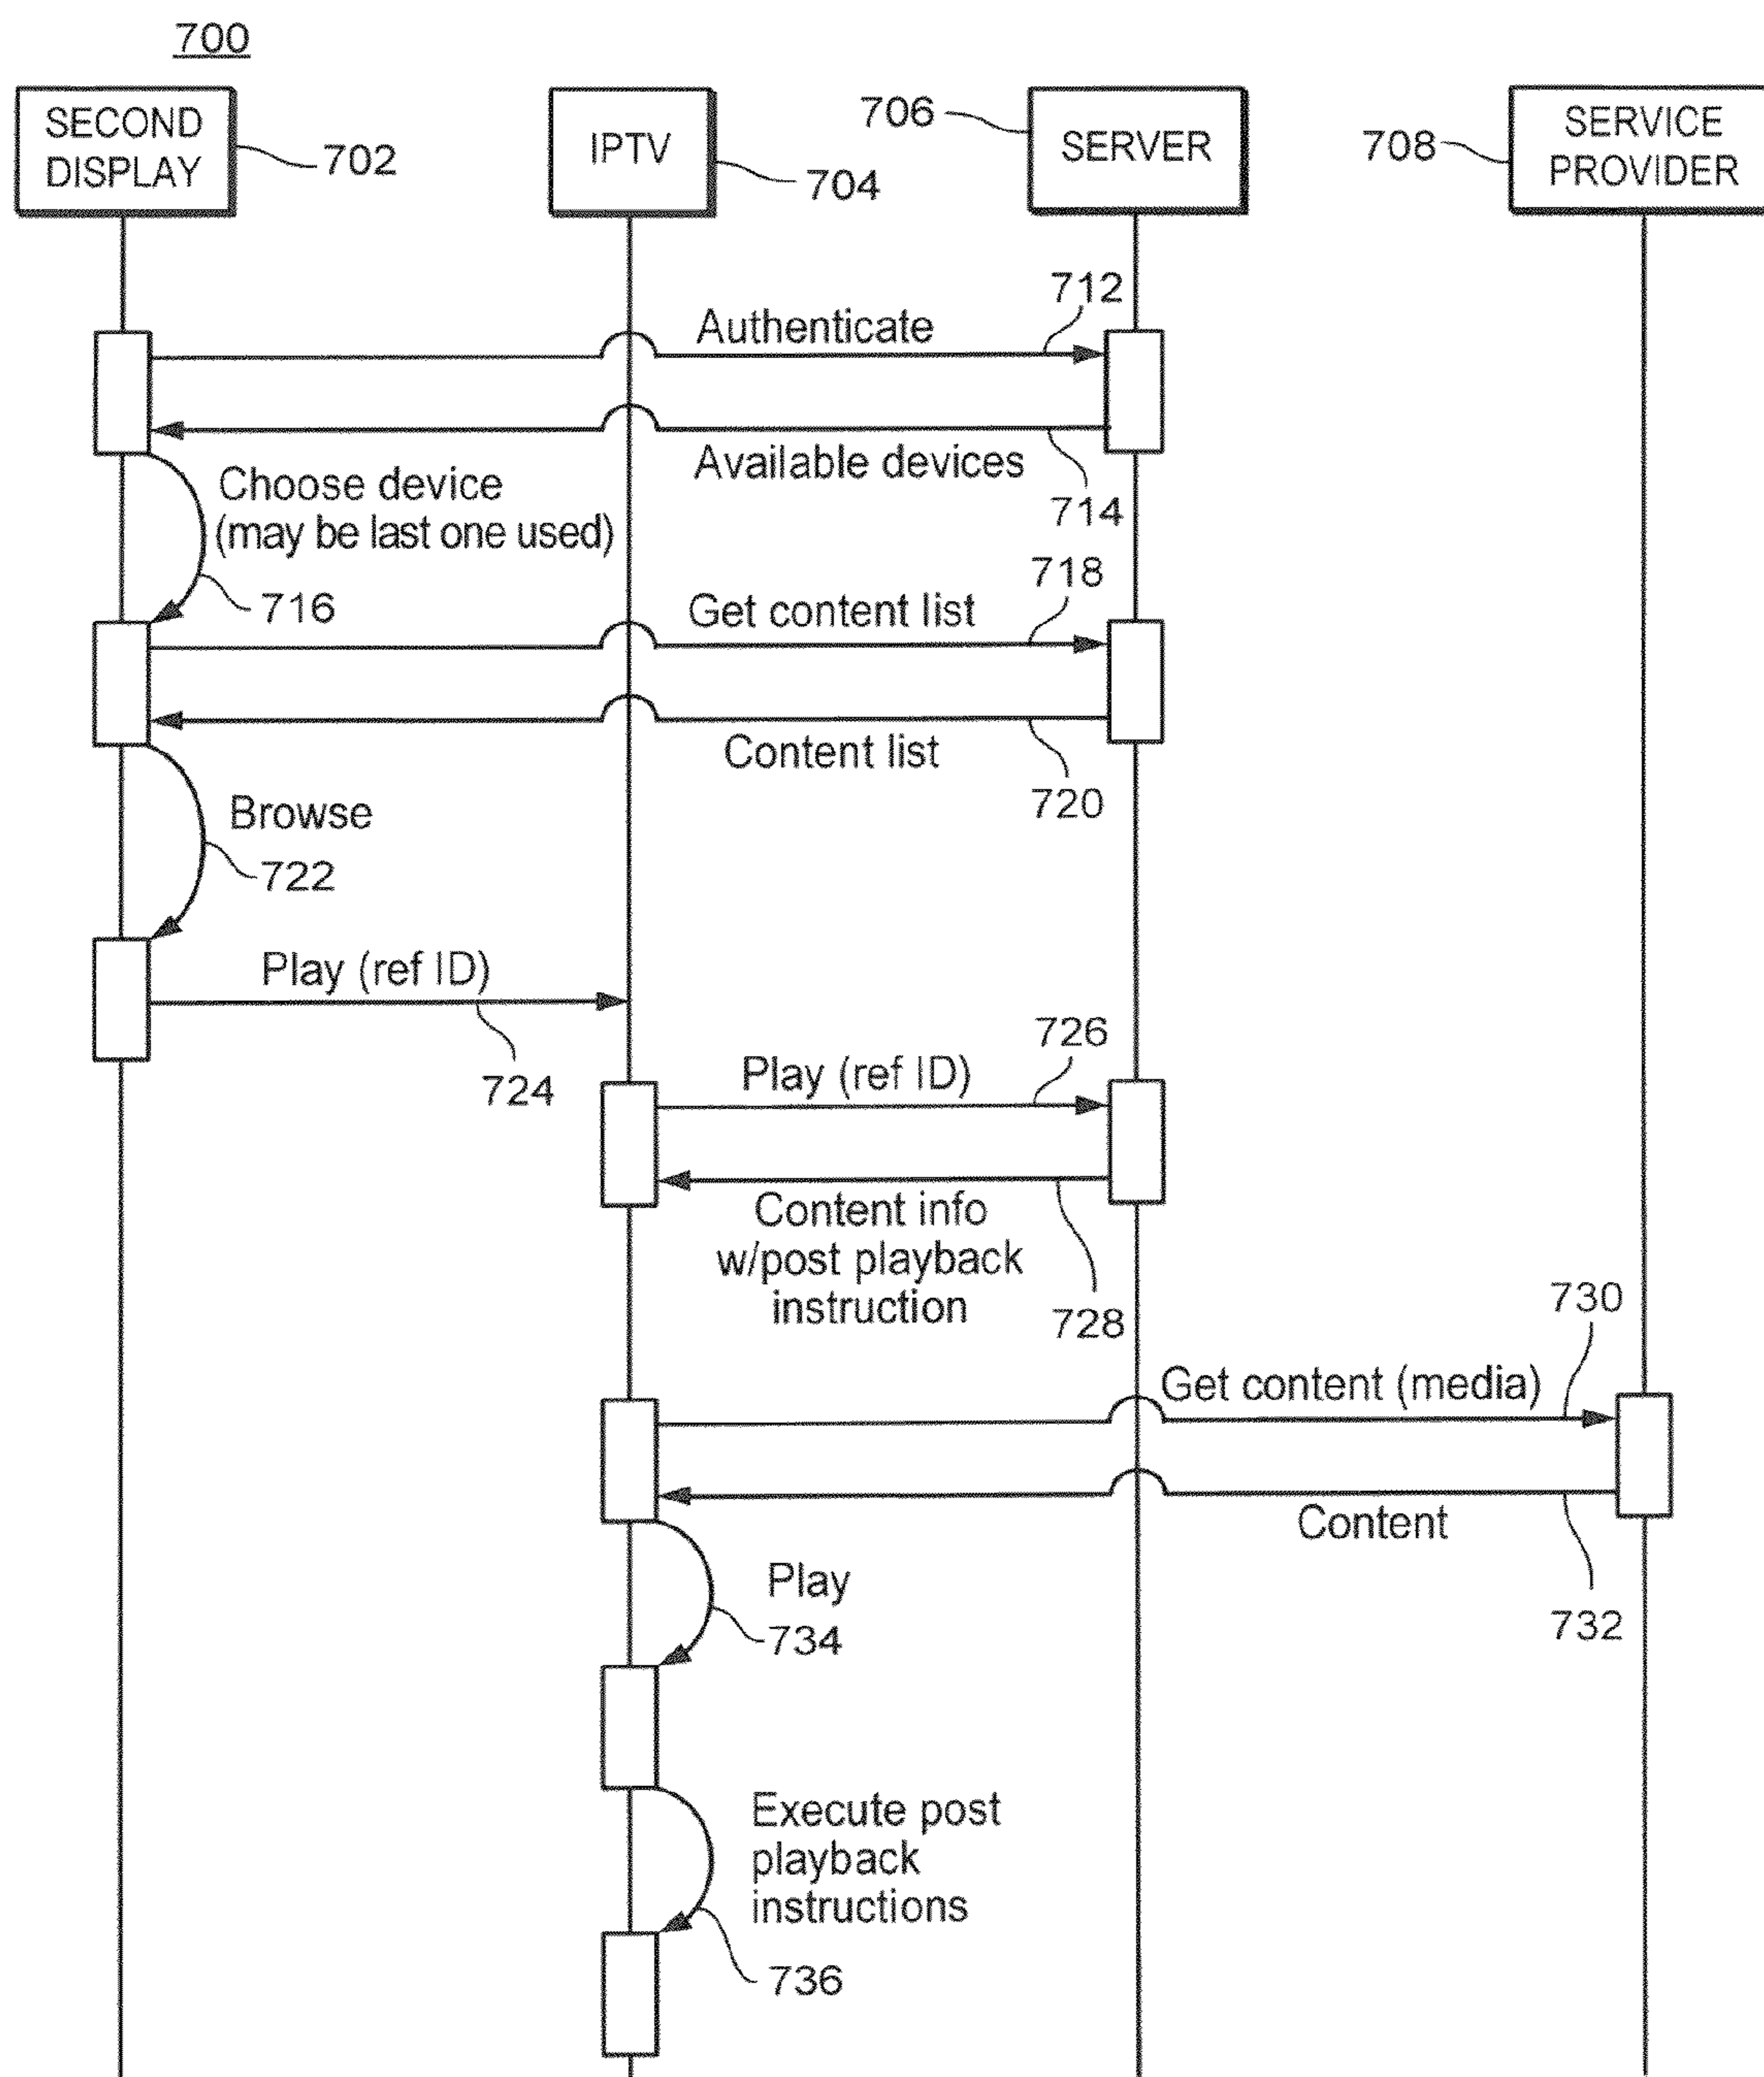 700
SECOND
DISPLAY
702
IPTV
704
706
SERVER
708
SERVICE
PROVIDER
712
Authenticate
Available devices
714
Choose device
(may be last one used)
716
718
Get content list
Content list
720
Browse
722
Play (ref ID)
724
726
Play (ref ID)
Content info
w/post playback
instruction
728
730
Get content (media)
Content
732
Play
734
Execute post
playback
instructions
736